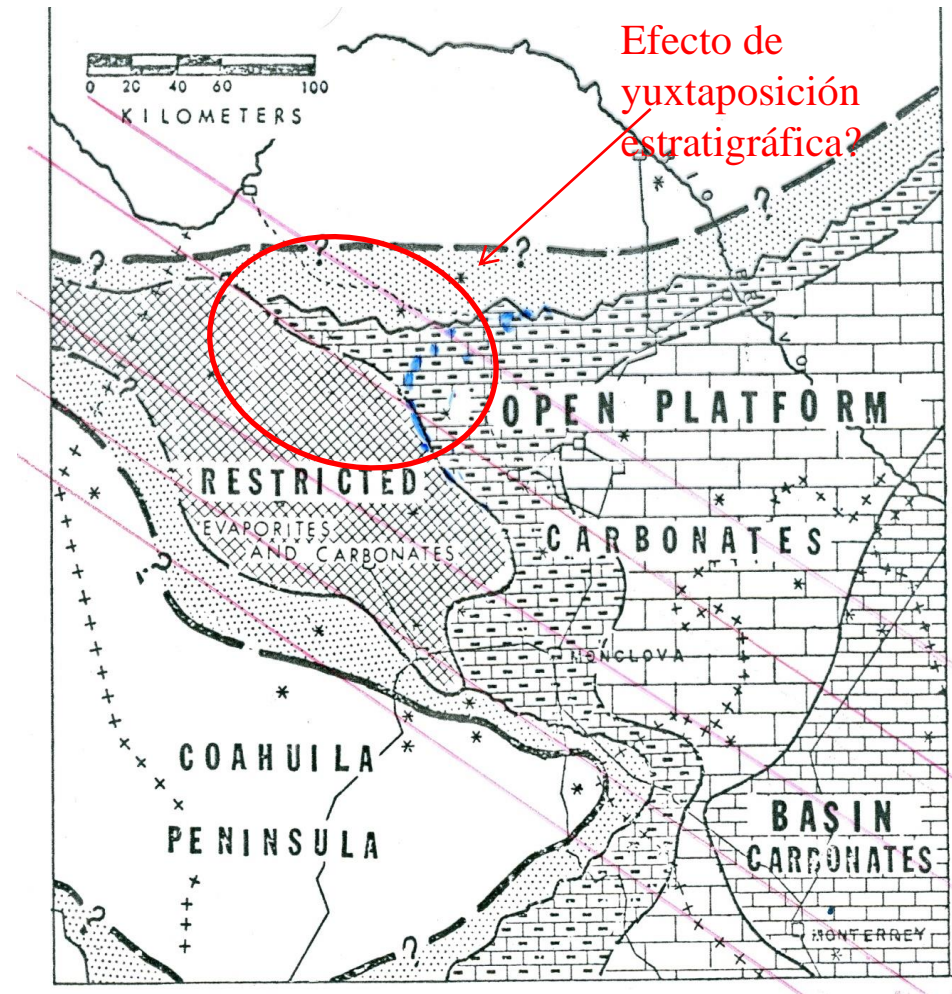 Efecto de
yuxtaposición
estratigráfica?
0 20 40 60 100
KILOMETERS
RIO
?
?
?
?
OPEN PLATFORM
RESTRICTED
EVAPORITES
AND CARBONATES
CARBONATES
?
?
MONCLOVA
COAHUILA
PENINSULA
BASIN
CARBONATES
?
?
MONTERREY